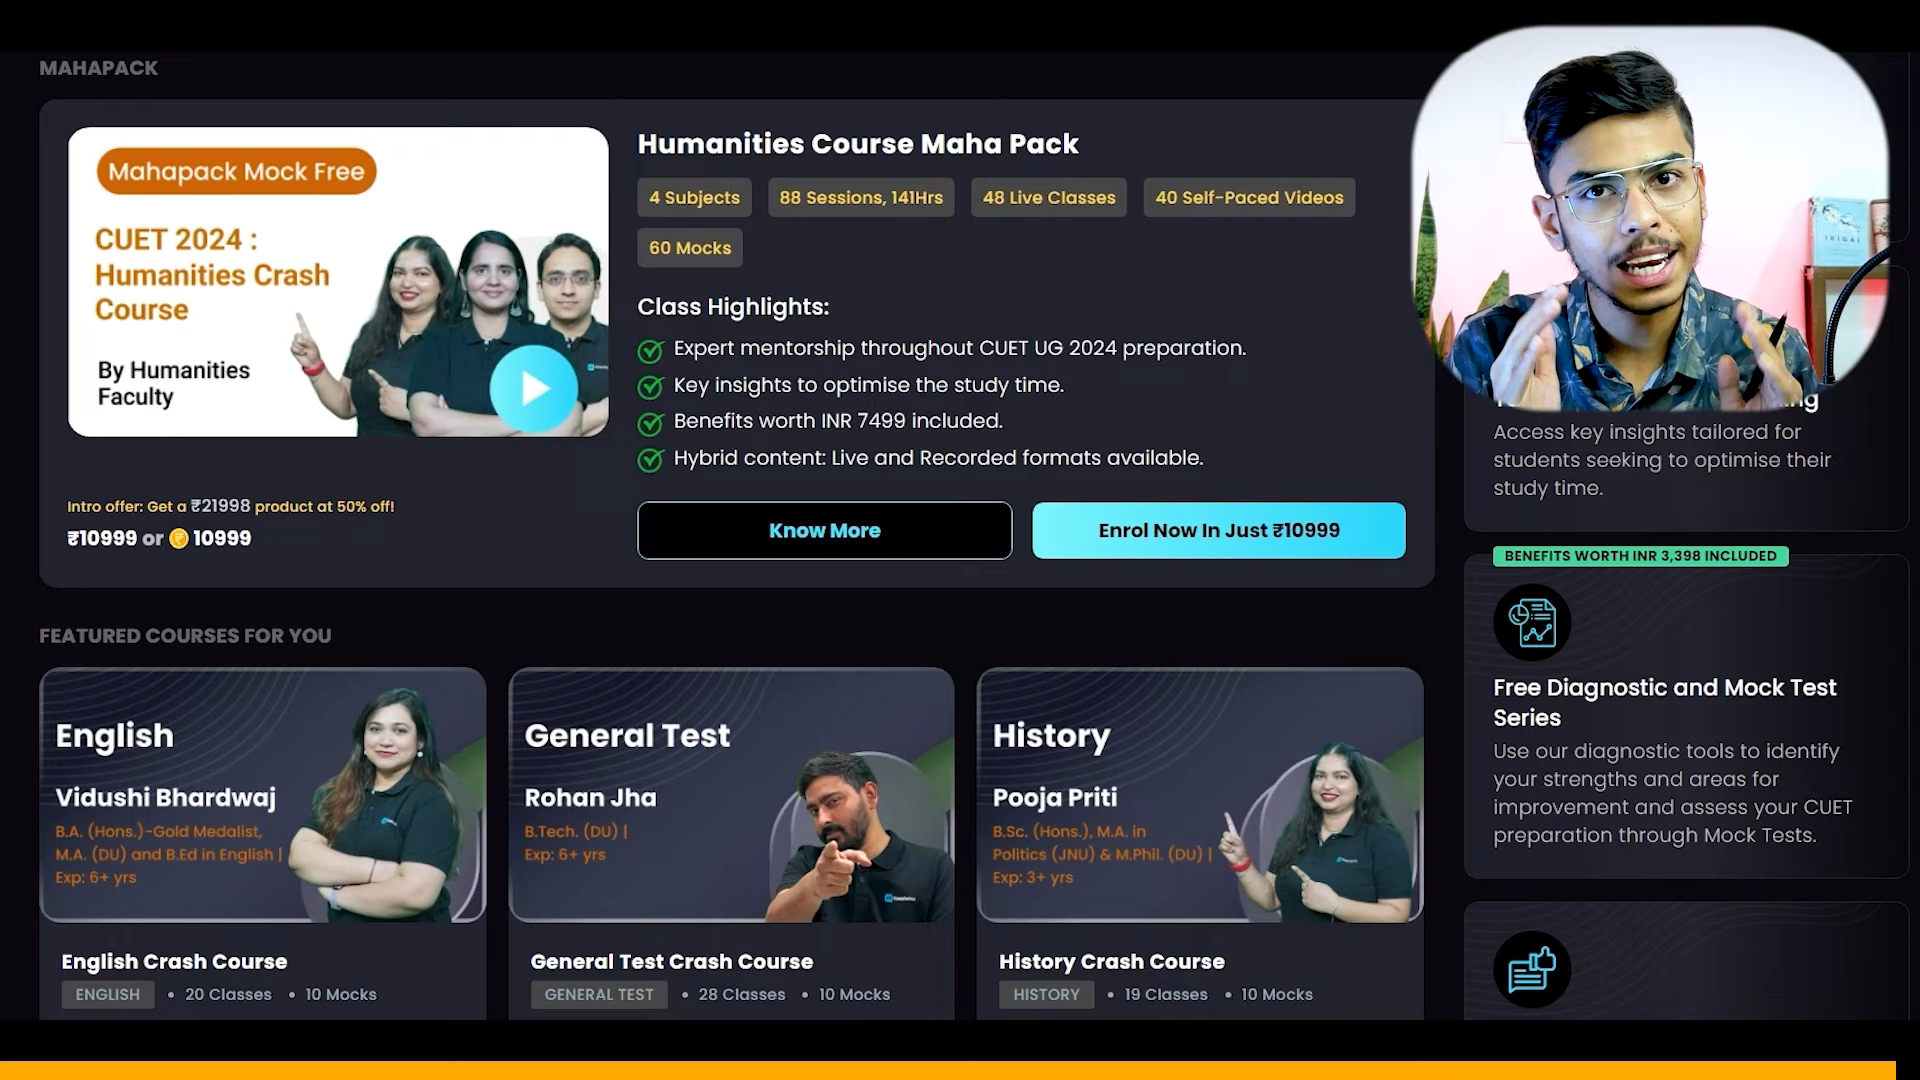 MAHAPACK
Mahapack Mock Free
CUET 2024 :
Humanities Crash
Course
By Humanities
Faculty
Intro offer: Get a ₹21998 product at 50% off!
₹10999 or 10999
Humanities Course Maha Pack
4 Subjects
88 Sessions, 141Hrs
48 Live Classes
40 Self-Paced Videos
60 Mocks
Class Highlights:
Expert mentorship throughout CUET UG 2024 preparation.
Key insights to optimise the study time.
Benefits worth INR 7499 included.
Hybrid content: Live and Recorded formats available.
Know More
Enrol Now In Just ₹10999
IKIGAI
Access key insights tailored for
students seeking to optimise their
study time.
BENEFITS WORTH INR 3,398 INCLUDED
Free Diagnostic and Mock Test
Series
Use our diagnostic tools to identify
your strengths and areas for
improvement and assess your CUET
preparation through Mock Tests.
FEATURED COURSES FOR YOU
English
Vidushi Bhardwaj
B.A. (Hons.)-Gold Medalist,
M.A. (DU) and B.Ed in English |
Exp: 6+ yrs
English Crash Course
ENGLISH • 20 Classes • 10 Mocks
General Test
Rohan Jha
B.Tech. (DU) |
Exp: 6+ yrs
General Test Crash Course
GENERAL TEST • 28 Classes • 10 Mocks
History
Pooja Priti
B.Sc. (Hons.), M.A. in
Politics (JNU) & M.Phil. (DU) |
Exp: 3+ yrs
History Crash Course
HISTORY • 19 Classes • 10 Mocks